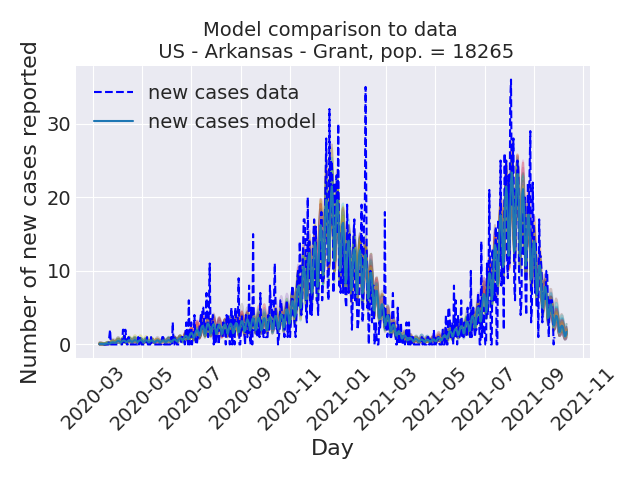 Model comparison to data
US - Arkansas - Grant, pop. = 18265
Number of new cases reported
new cases data
new cases model
30
20
10
0
2020-03
2020-05
2020-07
2020-09
2020-11
2021-01
2021-03
2021-05
2021-07
2021-09
2021-11
Day